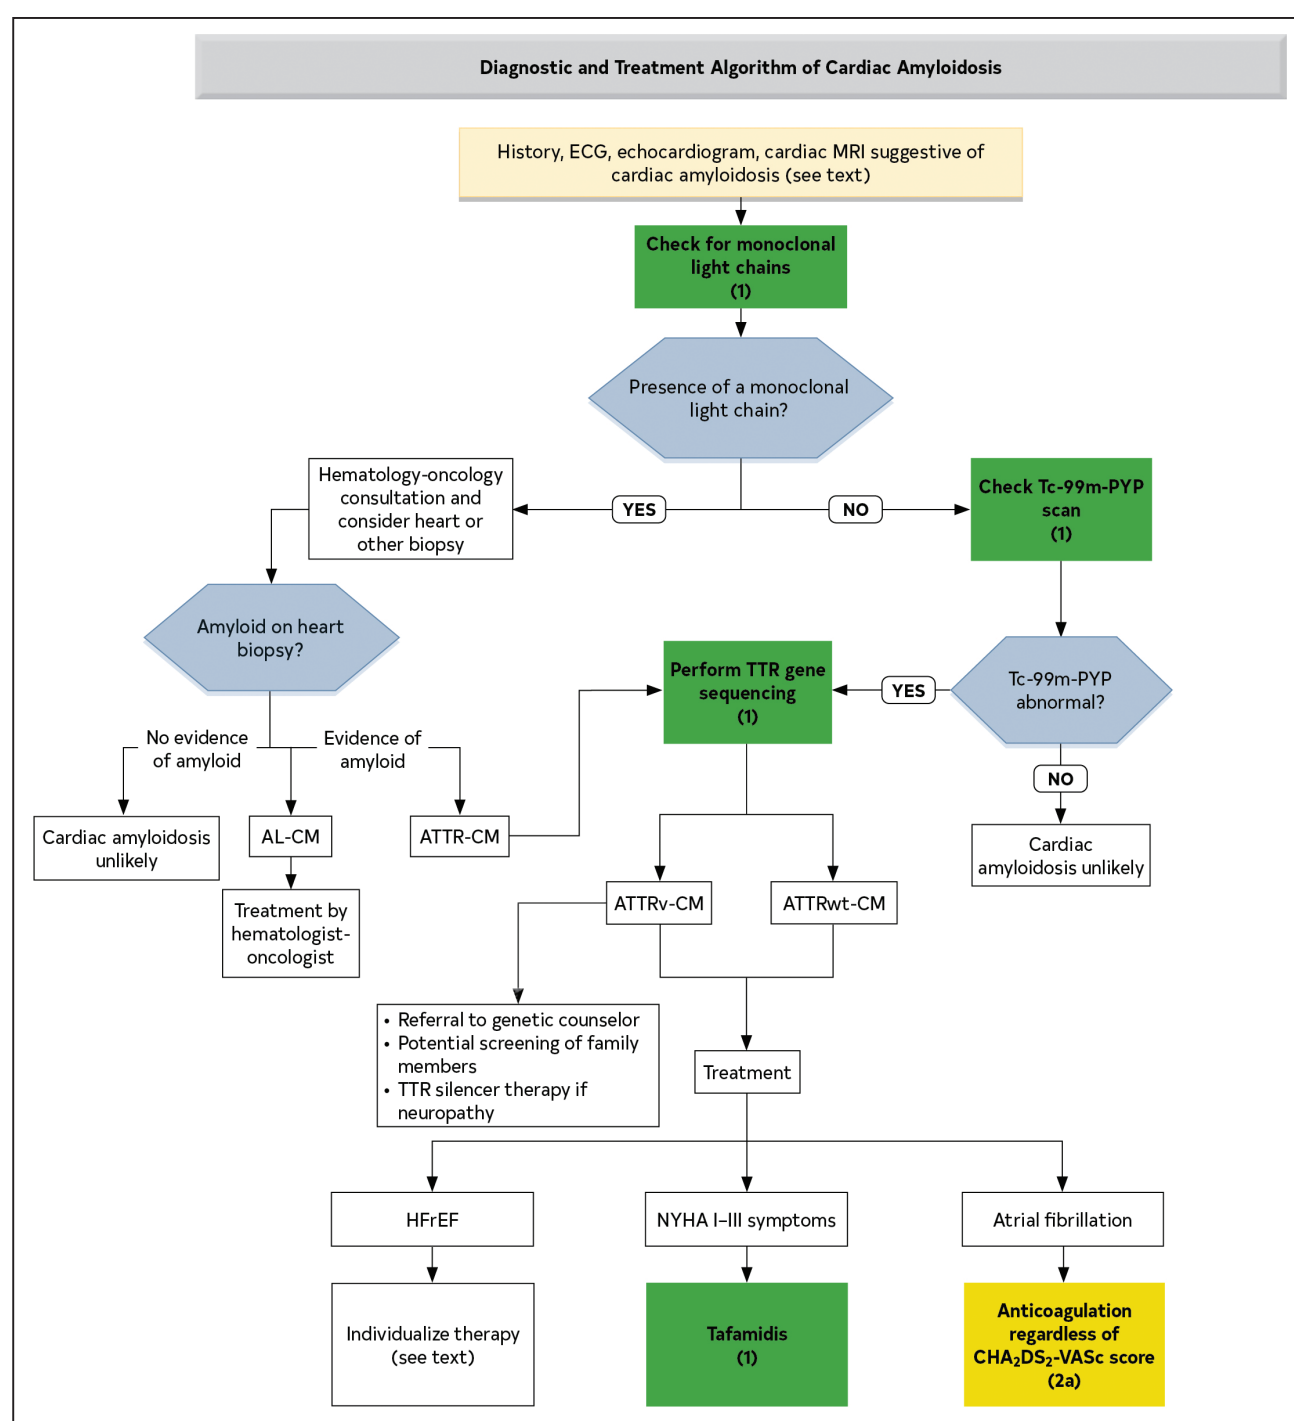 Diagnostic and Treatment Algorithm of Cardiac Amyloidosis
History, ECG, echocardiogram, cardiac MRI suggestive of
cardiac amyloidosis (see text)
Check for monoclonal
light chains
(1)
Presence of a monoclonal
light chain?
Hematology-oncology
consultation and
consider heart or
other biopsy
YES
NO
Check Tc-99m-PYP
scan
(1)
Amyloid on heart
biopsy?
Perform TTR gene
sequencing
(1)
YES
Tc-99m-PYP
abnormal?
No evidence
of amyloid
Evidence of
amyloid
NO
Cardiac amyloidosis
unlikely
AL-CM
ATTR-CM
Cardiac
amyloidosis unlikely
Treatment by
hematologist-
oncologist
ATTRv-CM
ATTRwt-CM
• Referral to genetic counselor
• Potential screening of family
members
• TTR silencer therapy if
neuropathy
Treatment
HFrEF
NYHA I–III symptoms
Atrial fibrillation
Individualize therapy
(see text)
Tafamidis
(1)
Anticoagulation
regardless of
CHA₂DS₂-VASc score
(2a)